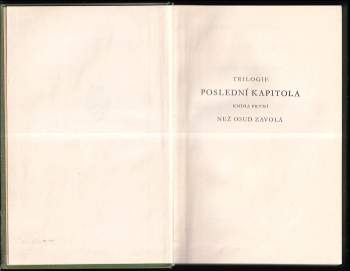 TRILOGIE
POSLEDNÍ KAPITOLA
KNIHA PRVNÍ
NEŽ OSUD ZAVOLÁ